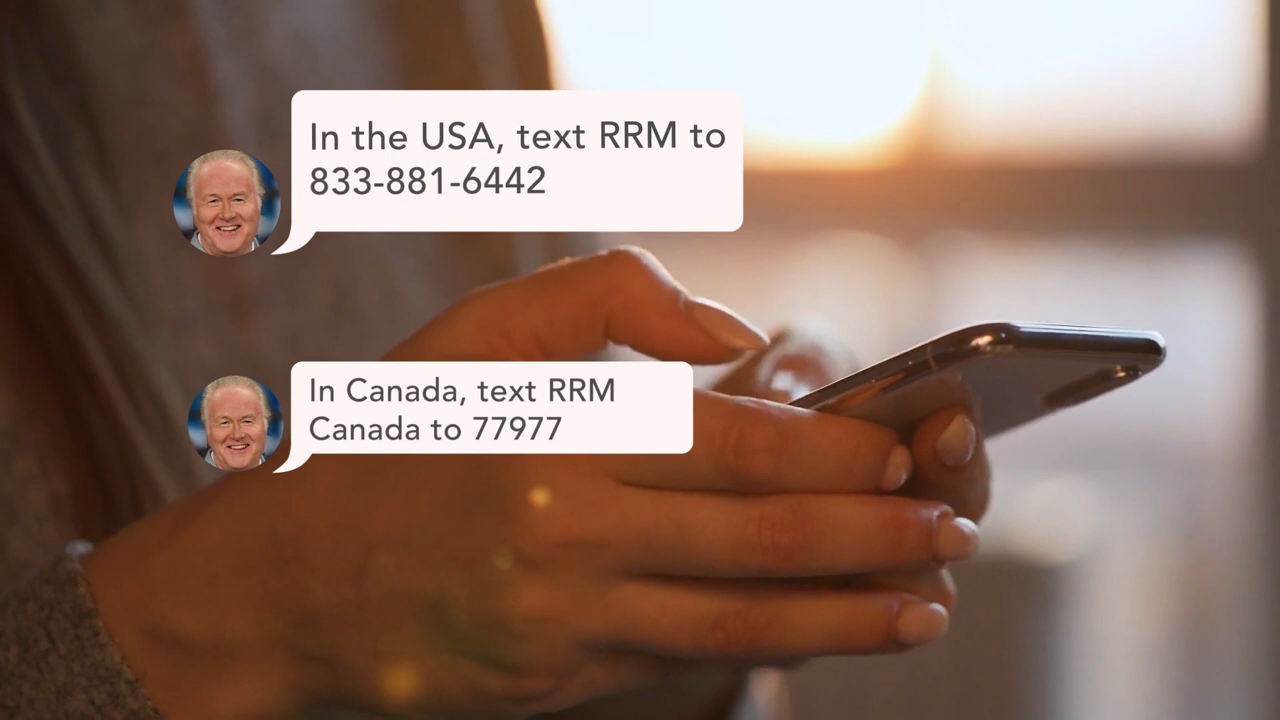 In the USA, text RRM to
833-881-6442
In Canada, text RRM
Canada to 77977